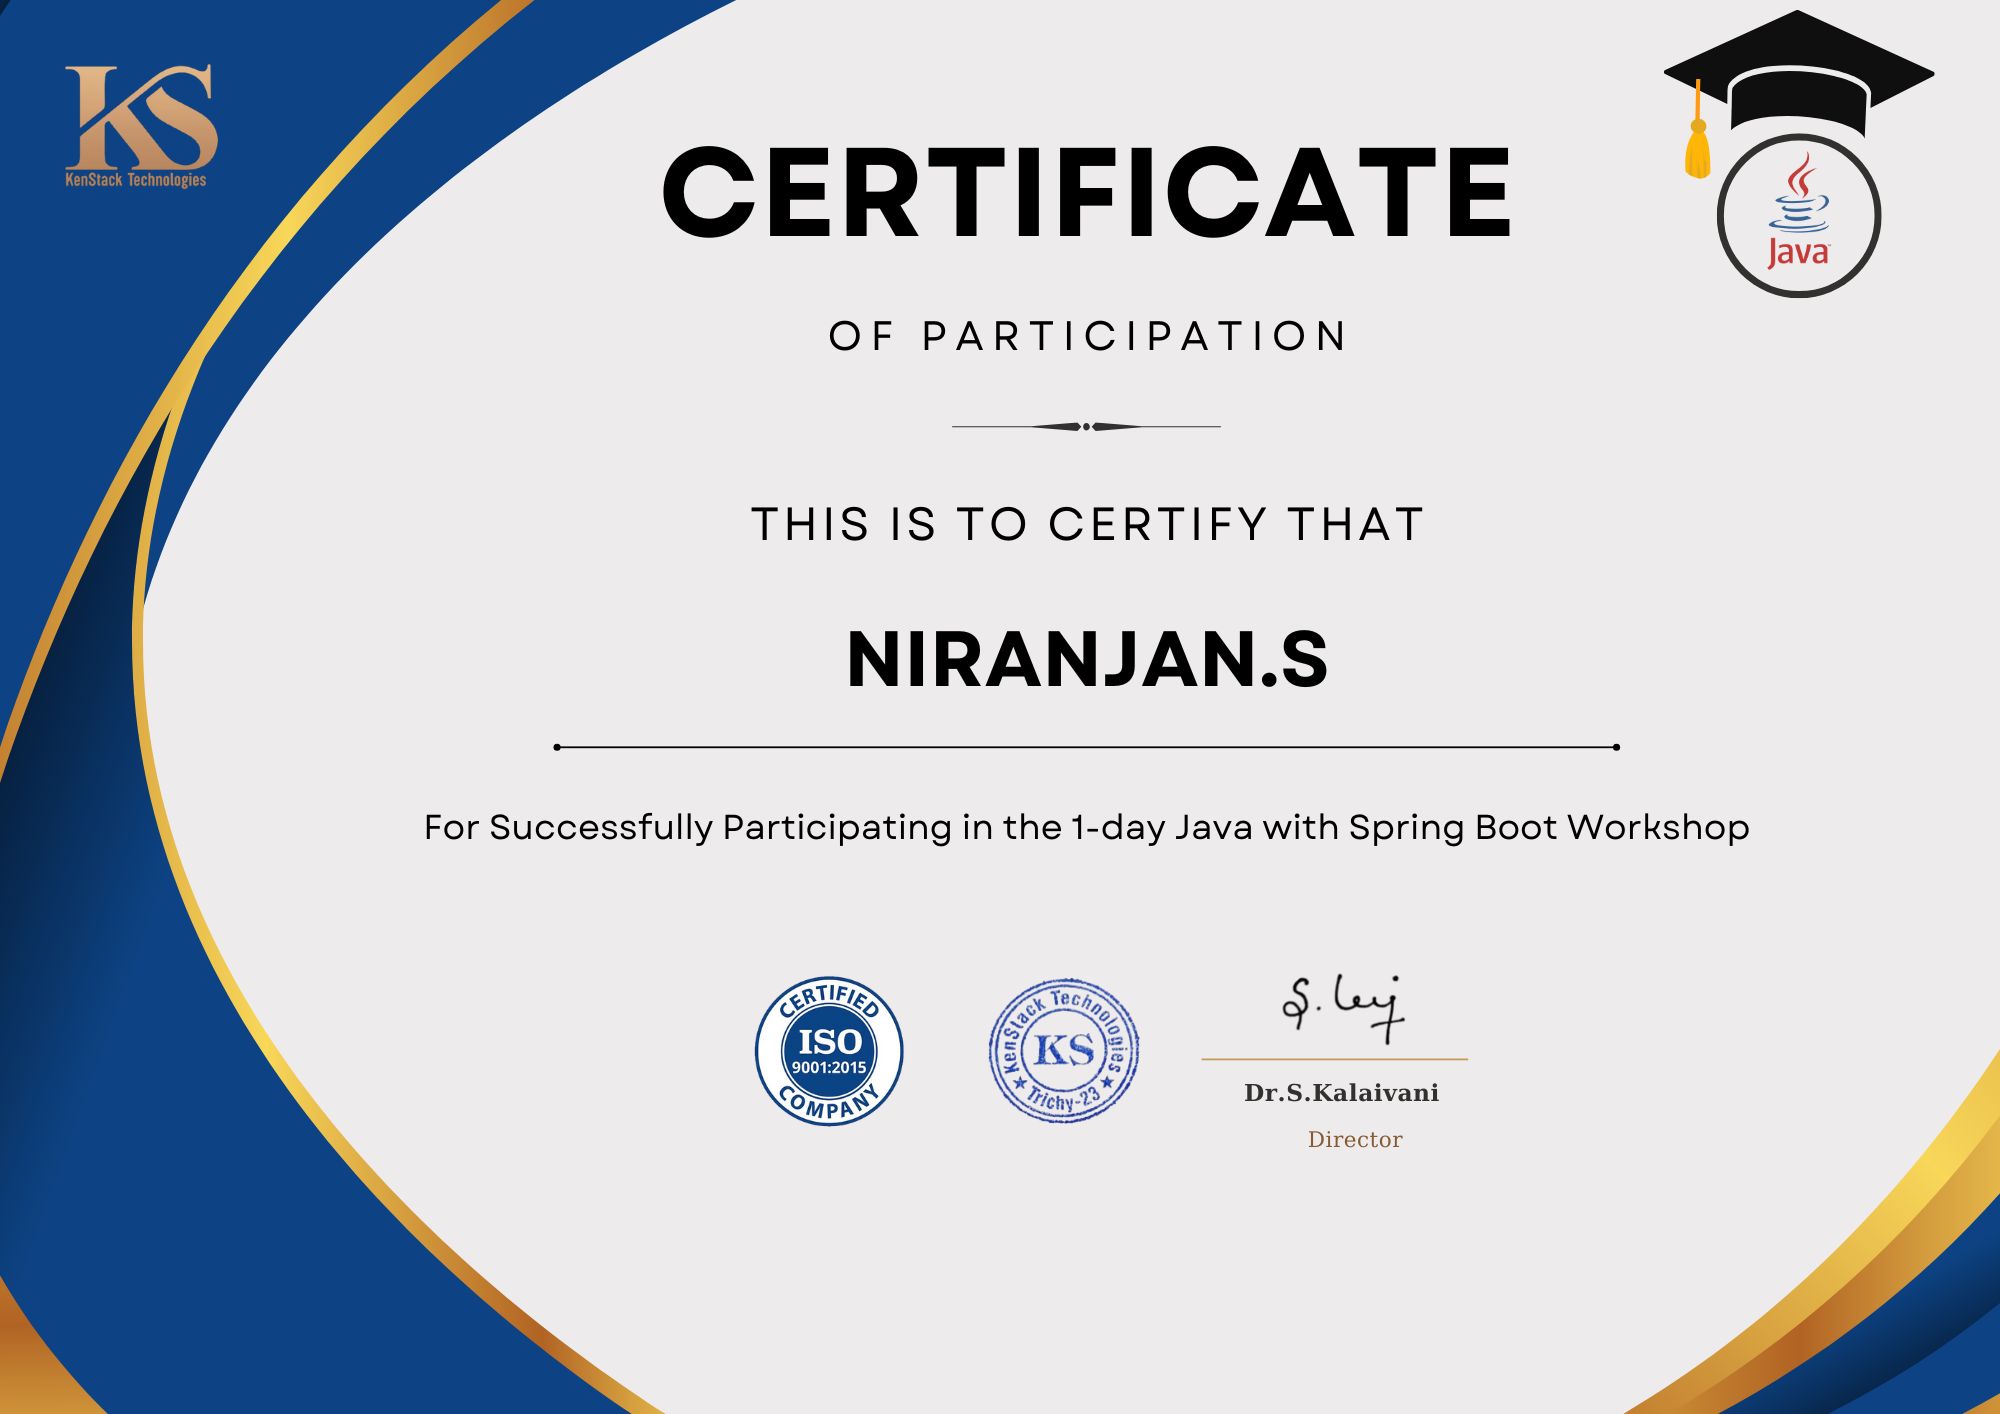 KS
KenStack Technologies
Java
CERTIFICATE
OF PARTICIPATION
THIS IS TO CERTIFY THAT
NIRANJAN.S
For Successfully Participating in the 1-day Java with Spring Boot Workshop
CERTIFIED
ISO
9001:2015
COMPANY
KenStack Technologies
KS
★ Trichy-23 ★
Dr.S.Kalaivani
Director